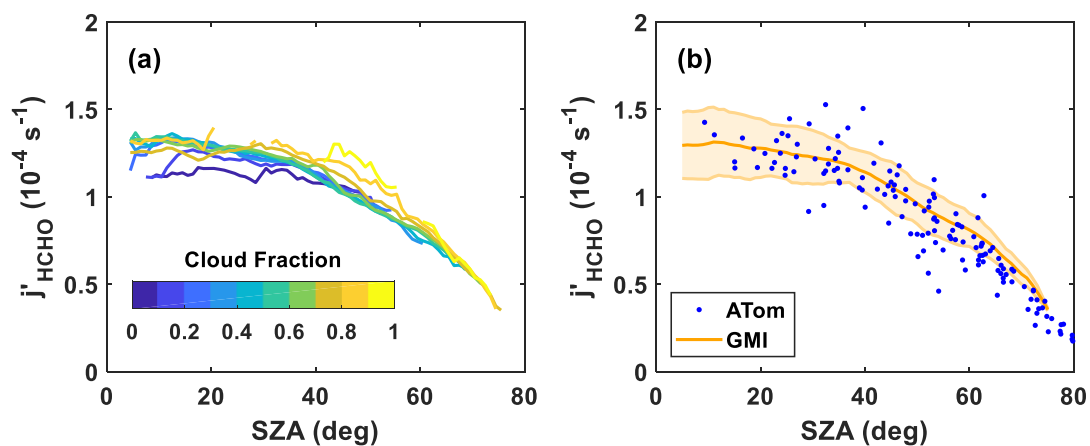 2
(a)
1.5
j'HCHO (10-4 s-1)
1
0.5
Cloud Fraction
0 0.2 0.4 0.6 0.8 1
0
0 20 40 60 80
SZA (deg)
2
(b)
1.5
j'HCHO (10-4 s-1)
1
0.5
ATom
GMI
0
0 20 40 60 80
SZA (deg)